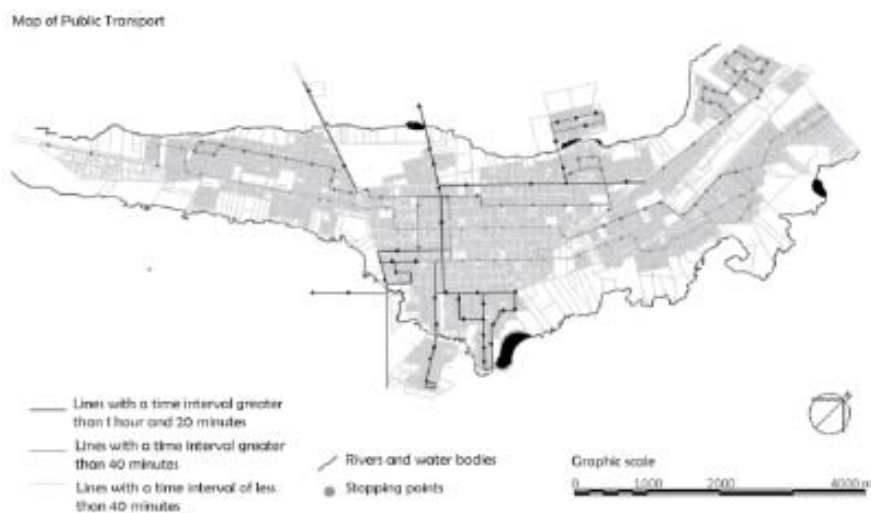 Map of Public Transport
Lines with a time interval greater
than 1 hour and 20 minutes
Lines with a time interval greater
than 40 minutes
Lines with a time interval of less
than 40 minutes
Rivers and water bodies
Stopping points
Graphic scale
0 1000 2000 4000 m